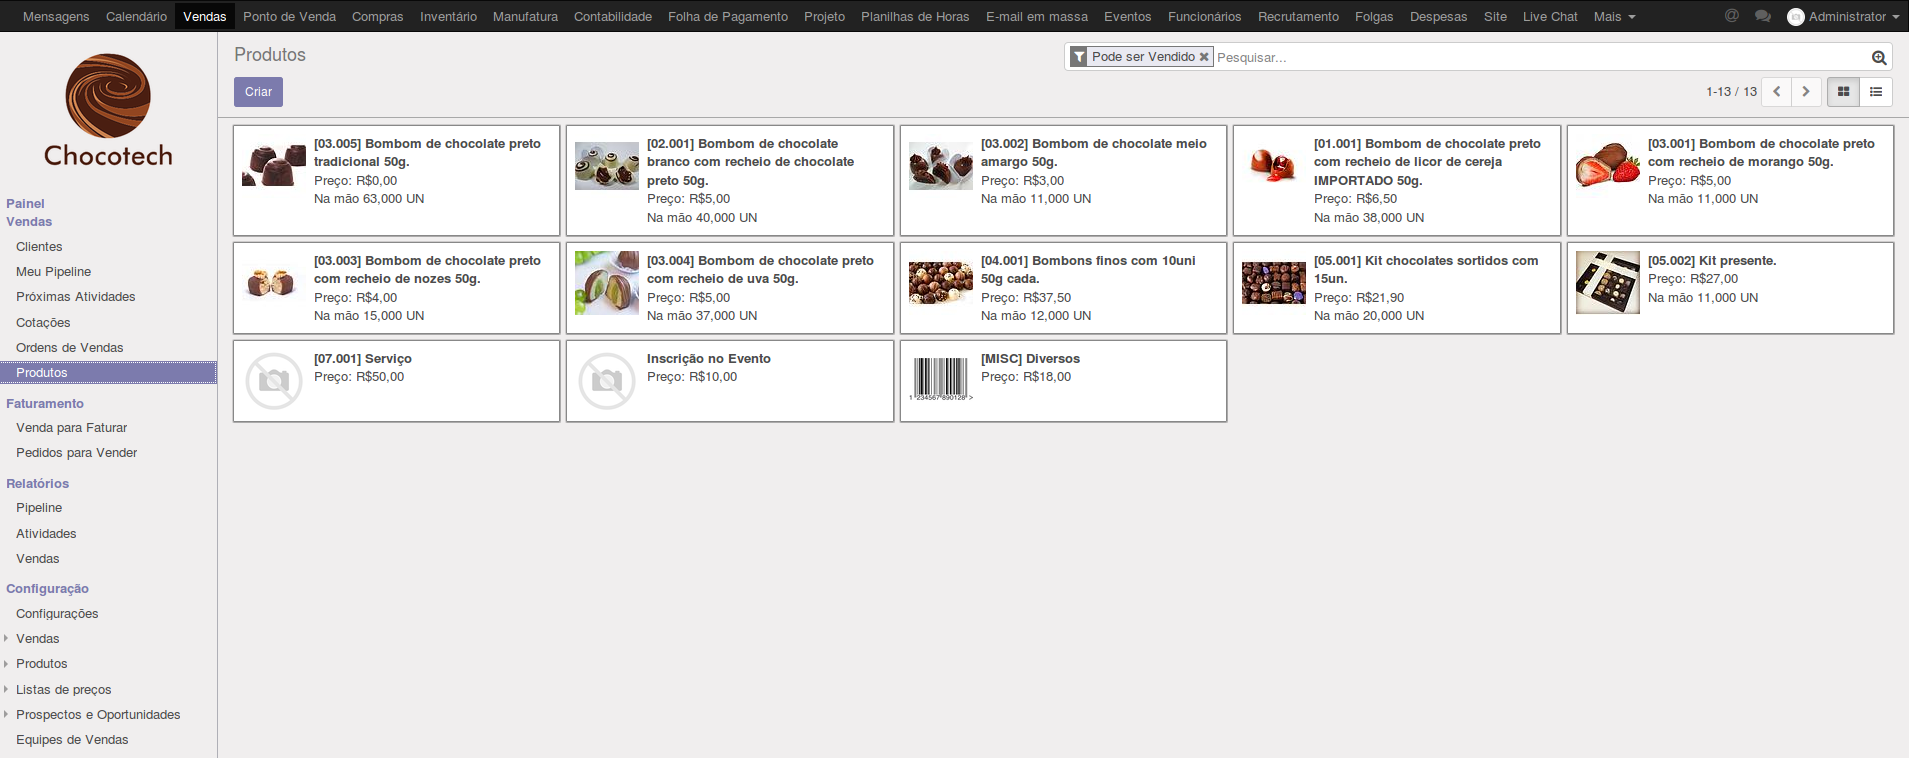 Mensagens Calendário Vendas Ponto de Venda Compras Inventário Manufatura Contabilidade Folha de Pagamento Projeto Planilhas de Horas E-mail em massa Eventos Funcionários Recrutamento Folgas Despesas Site Live Chat Mais @ Administrator
Chocotech
Painel
Vendas
Clientes
Meu Pipeline
Próximas Atividades
Cotações
Ordens de Vendas
Produtos
Faturamento
Venda para Faturar
Pedidos para Vender
Relatórios
Pipeline
Atividades
Vendas
Configuração
Configurações
Vendas
Produtos
Listas de preços
Prospectos e Oportunidades
Equipes de Vendas
Produtos
Pode ser Vendido Pesquisar...
Criar
1-13 / 13
[03.005] Bombom de chocolate preto
tradicional 50g.
Preço: R$0,00
Na mão 63,000 UN
[02.001] Bombom de chocolate
branco com recheio de chocolate
preto 50g.
Preço: R$5,00
Na mão 40,000 UN
[03.002] Bombom de chocolate meio
amargo 50g.
Preço: R$3,00
Na mão 11,000 UN
[01.001] Bombom de chocolate preto
com recheio de licor de cereja
IMPORTADO 50g.
Preço: R$6,50
Na mão 38,000 UN
[03.001] Bombom de chocolate preto
com recheio de morango 50g.
Preço: R$5,00
Na mão 11,000 UN
[03.003] Bombom de chocolate preto
com recheio de nozes 50g.
Preço: R$4,00
Na mão 15,000 UN
[03.004] Bombom de chocolate preto
com recheio de uva 50g.
Preço: R$5,00
Na mão 37,000 UN
[04.001] Bombons finos com 10uni
50g cada.
Preço: R$37,50
Na mão 12,000 UN
[05.001] Kit chocolates sortidos com
15un.
Preço: R$21,90
Na mão 20,000 UN
[05.002] Kit presente.
Preço: R$27,00
Na mão 11,000 UN
[07.001] Serviço
Preço: R$50,00
Inscrição no Evento
Preço: R$10,00
[MISC] Diversos
Preço: R$18,00
1 234567 890128 >